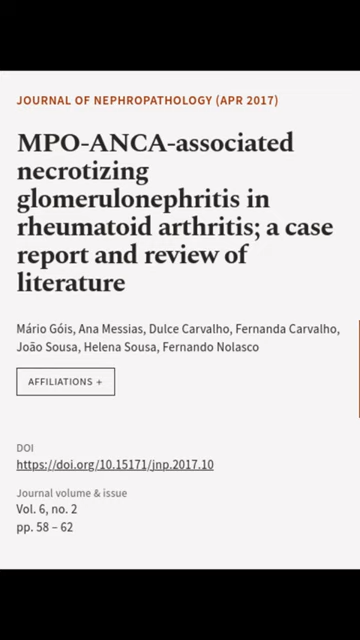 JOURNAL OF NEPHROPATHOLOGY (APR 2017)
MPO-ANCA-associated
necrotizing
glomerulonephritis in
rheumatoid arthritis; a case
report and review of
literature
Mário Góis, Ana Messias, Dulce Carvalho, Fernanda Carvalho,
João Sousa, Helena Sousa, Fernando Nolasco
AFFILIATIONS +
DOI
https://doi.org/10.15171/jnp.2017.10
Journal volume & issue
Vol. 6, no. 2
pp. 58 – 62